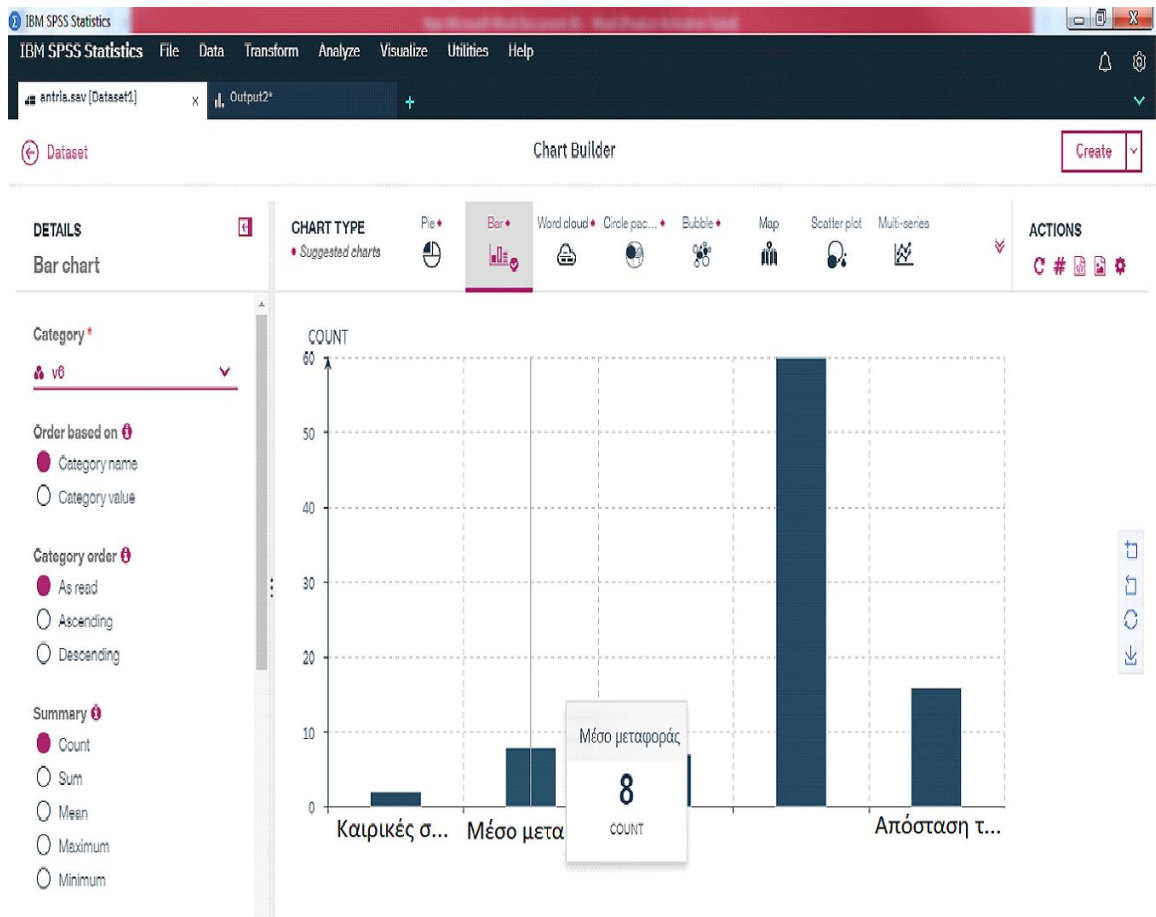 IBM SPSS Statistics
IBM SPSS Statistics File Data Transform Analyze Visualize Utilities Help
antria.sav [Dataset1] x Output2* +
Dataset
Chart Builder
Create
DETAILS
Bar chart
CHART TYPE
Suggested charts
Pie
Bar
Word cloud
Circle pac...
Bubble
Map
Scatter plot
Multi-series
ACTIONS
Category *
v6
Order based on
Category name
Category value
Category order
As read
Ascending
Descending
Summary
Count
Sum
Mean
Maximum
Minimum
COUNT
60
50
40
30
20
10
0
Μέσο μεταφοράς
8
COUNT
Καιρικές σ...
Μέσο μετα
Απόσταση τ...